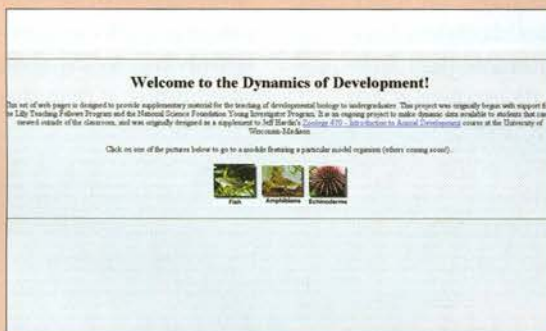 Welcome to the Dynamics of Development!
This set of web pages is designed to provide supplementary material for the teaching of developmental biology to undergraduates. This project was originally begun with support
Lilly Teaching Fellows Program and the National Science Foundation Young Investigator Program. It is an ongoing project to make dynamic data available to students that can
viewed outside of the classroom, and was originally designed as a supplement to Jeff Hardin's Zoology 470 - Introduction to Animal Development course at the University of
Wisconsin-Madison
Click on one of the pictures below to go to a module featuring a particular model organism (others coming soon!).
Fish Amphibians Echinoderms